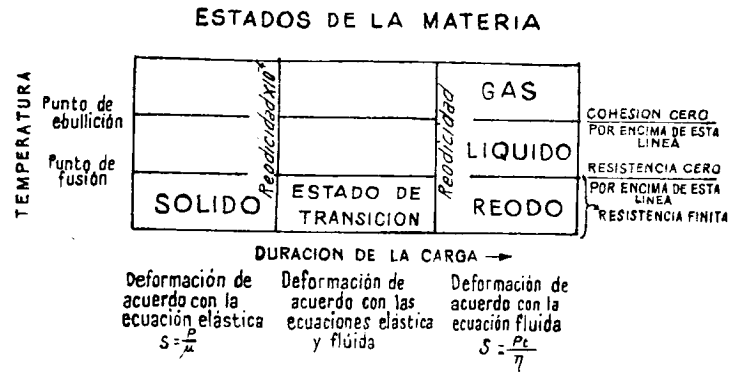 ESTADOS DE LA MATERIA
TEMPERATURA
Punto de
ebullición
Punto de
fusión
Reodicidadx10⁻⁴
Reodicidad
GAS
LIQUIDO
SOLIDO
ESTADO DE
TRANSICION
REODO
COHESION CERO
POR ENCIMA DE ESTA
LINEA
RESISTENCIA CERO
POR ENCIMA DE ESTA
LINEA
RESISTENCIA FINITA
DURACION DE LA CARGA →
Deformación de
acuerdo con la
ecuación elástica
S = P/μ
Deformación de
acuerdo con las
ecuaciones elástica
y flúida
Deformación de
acuerdo con la
ecuación fluida
S = Pt/η